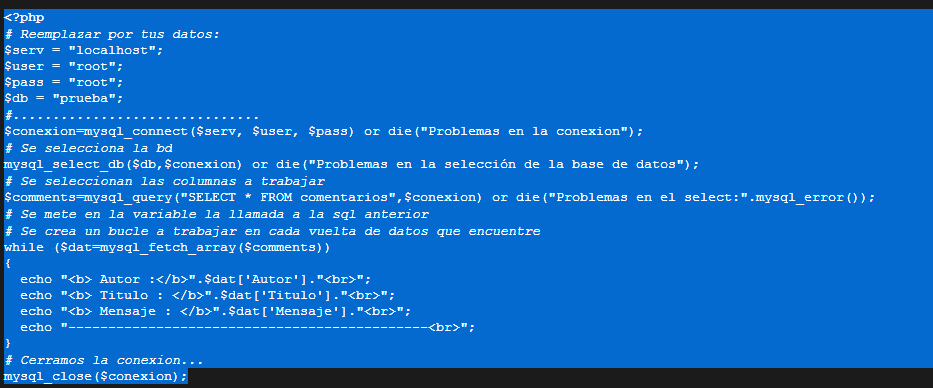 <?php
# Reemplazar por tus datos:
$serv = "localhost";
$user = "root";
$pass = "root";
$db = "prueba";
#...............................
$conexion=mysql_connect($serv, $user, $pass) or die("Problemas en la conexion");
# Se selecciona la bd
mysql_select_db($db,$conexion) or die("Problemas en la selección de la base de datos");
# Se seleccionan las columnas a trabajar
$comments=mysql_query("SELECT * FROM comentarios",$conexion) or die("Problemas en el select:".mysql_error());
# Se mete en la variable la llamada a la sql anterior
# Se crea un bucle a trabajar en cada vuelta de datos que encuentre
while ($dat=mysql_fetch_array($comments))
{
  echo "<b> Autor :</b>".$dat['Autor']."<br>";
  echo "<b> Titulo : </b>".$dat['Titulo']."<br>";
  echo "<b> Mensaje : </b>".$dat['Mensaje']."<br>";
  echo "----------------------------------------------<br>";
}
# Cerramos la conexion...
mysql_close($conexion);